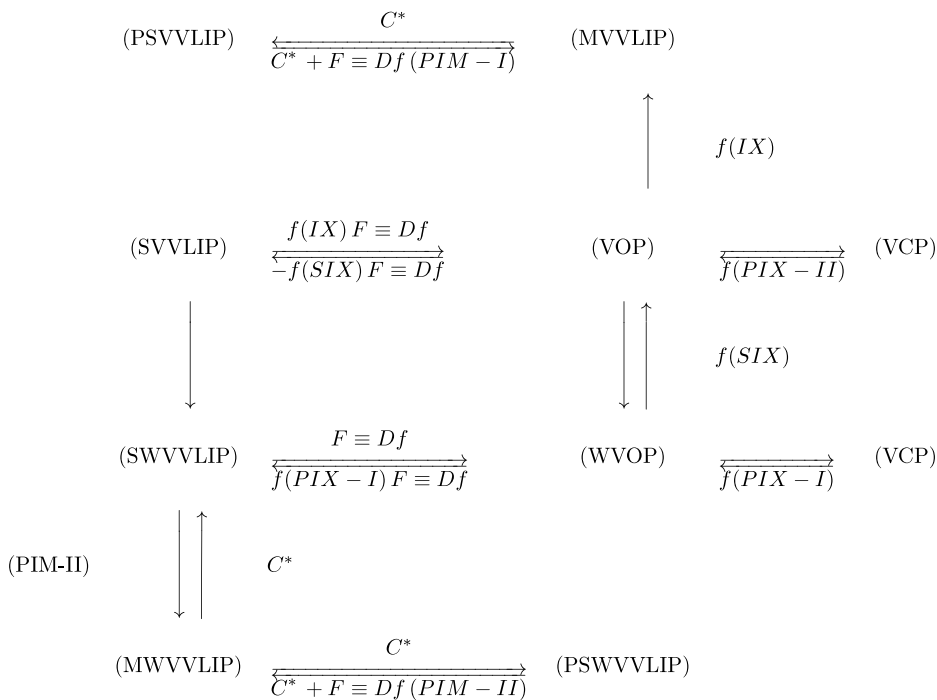 C*
(PSVVLIP) (MVVLIP)
C* + F ≡ Df (PIM − I)
f(IX)
f(IX) F ≡ Df
(SVVLIP) (VOP) (VCP)
−f(SIX) F ≡ Df f(PIX − II)
f(SIX)
F ≡ Df
(SWVVLIP) (WVOP) (VCP)
f(PIX − I) F ≡ Df f(PIX − I)
(PIM-II) C*
C*
(MWVVLIP) (PSWVVLIP)
C* + F ≡ Df (PIM − II)